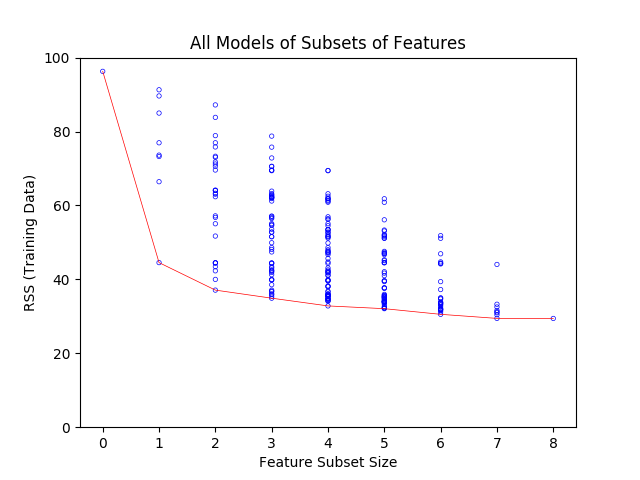 All Models of Subsets of Features
RSS (Training Data)
100
80
60
40
20
0
0 1 2 3 4 5 6 7 8
Feature Subset Size